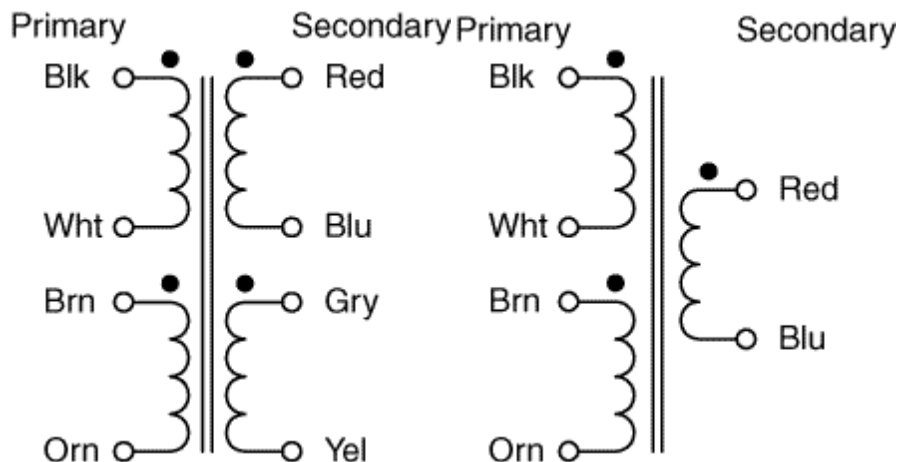 Primary Secondary Primary Secondary
Blk Red Blk
Red
Wht Blu Wht
Brn Gry Brn
Blu
Orn Yel Orn